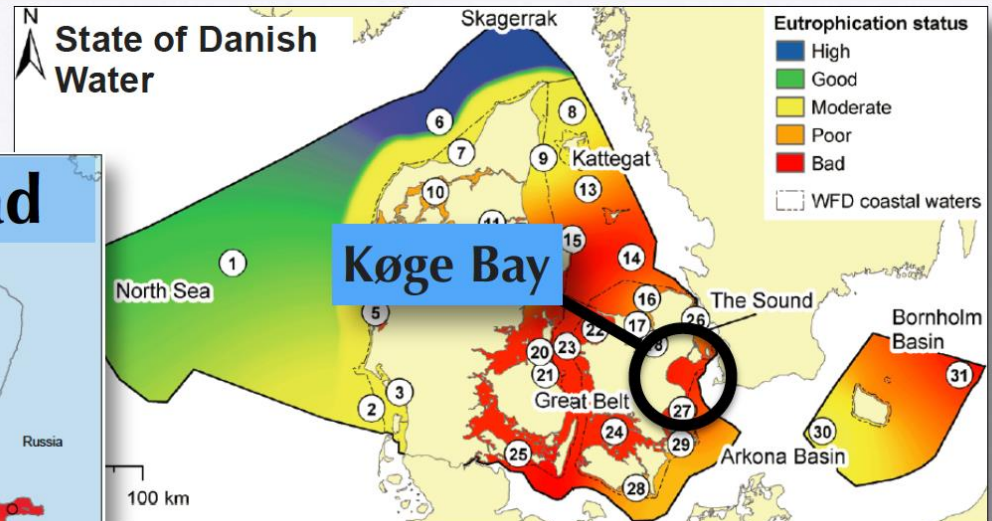 N
State of Danish
Water
Skagerrak
Eutrophication status
High
Good
Moderate
Poor
Bad
WFD coastal waters
6
8
7
9
Kattegat
10
13
11
15
14
Køge Bay
1
North Sea
16
The Sound
5
17
26
22
Bornholm
Basin
20
23
21
31
3
Great Belt
2
27
24
30
29
Arkona Basin
25
28
100 km
Russia